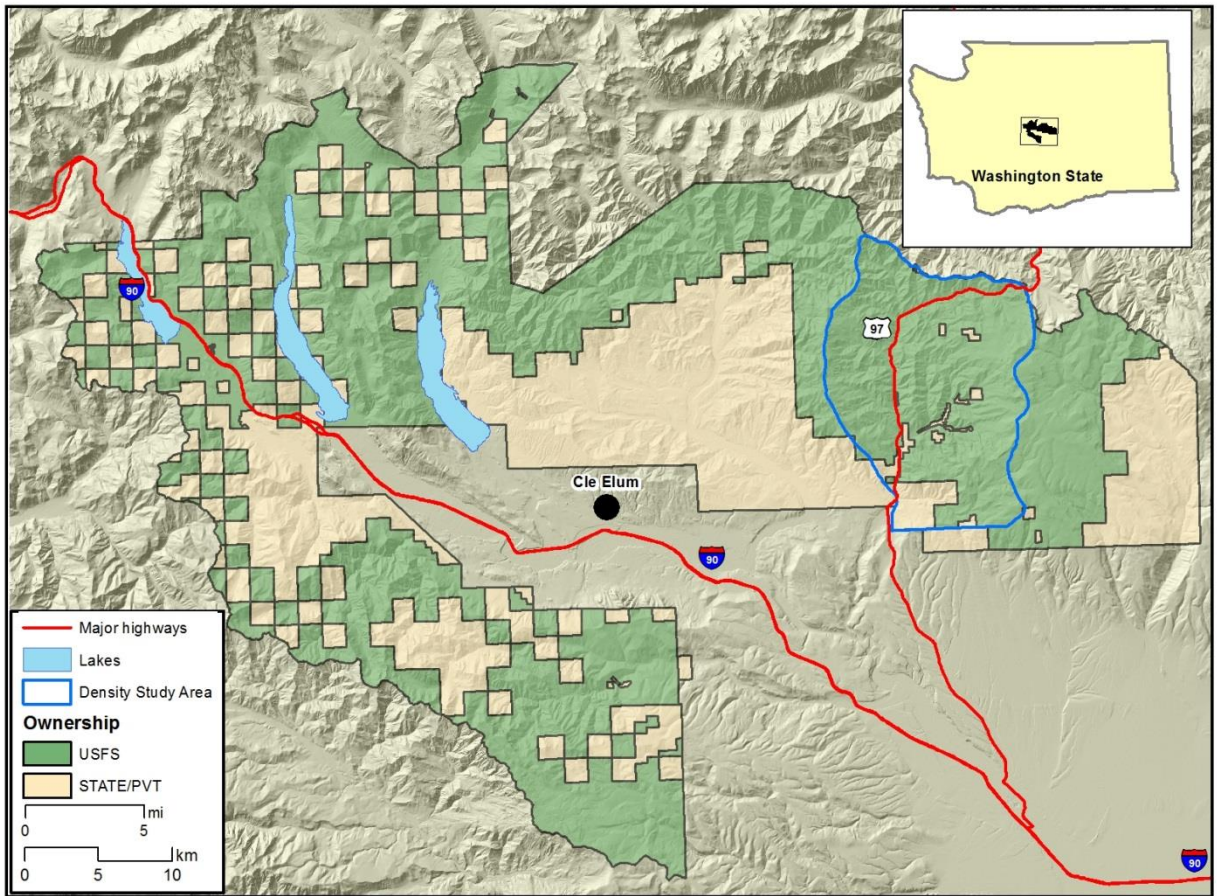 Washington State
90
97
Cle Elum
90
Major highways
Lakes
Density Study Area
Ownership
USFS
STATE/PVT
mi
0 5
km
0 5 10
90